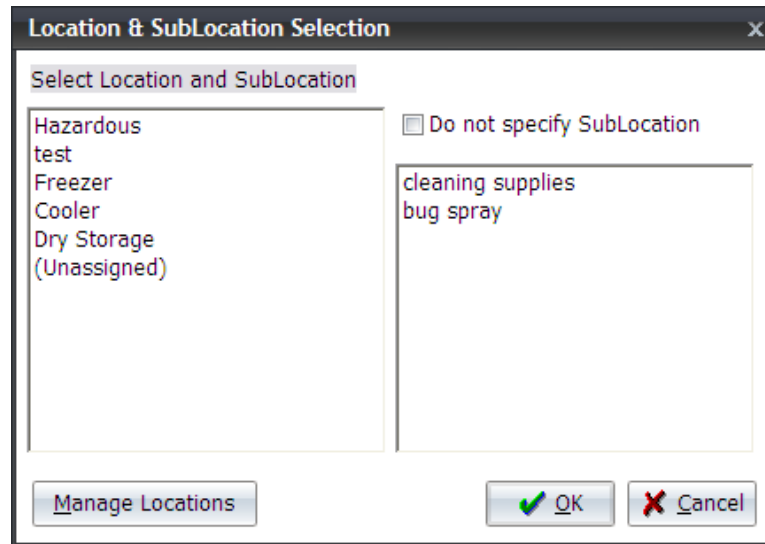 Location & SubLocation Selection
x
Select Location and SubLocation
Hazardous
test
Freezer
Cooler
Dry Storage
(Unassigned)
Do not specify SubLocation
cleaning supplies
bug spray
Manage Locations
OK
Cancel